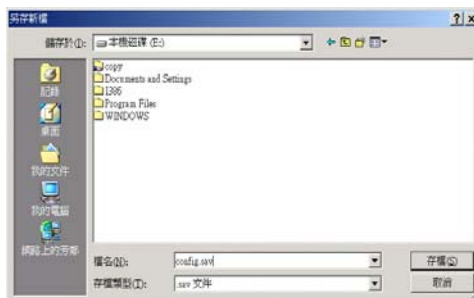 另存新檔
儲存於(I): 本機磁碟 (E:)
copy
Documents and Settings
I386
Program Files
WINDOWS
記錄
桌面
我的文件
我的電腦
網路上的芳鄰
檔名(N): config.sav 存檔(S)
存檔類型(T): .sav 文件 取消